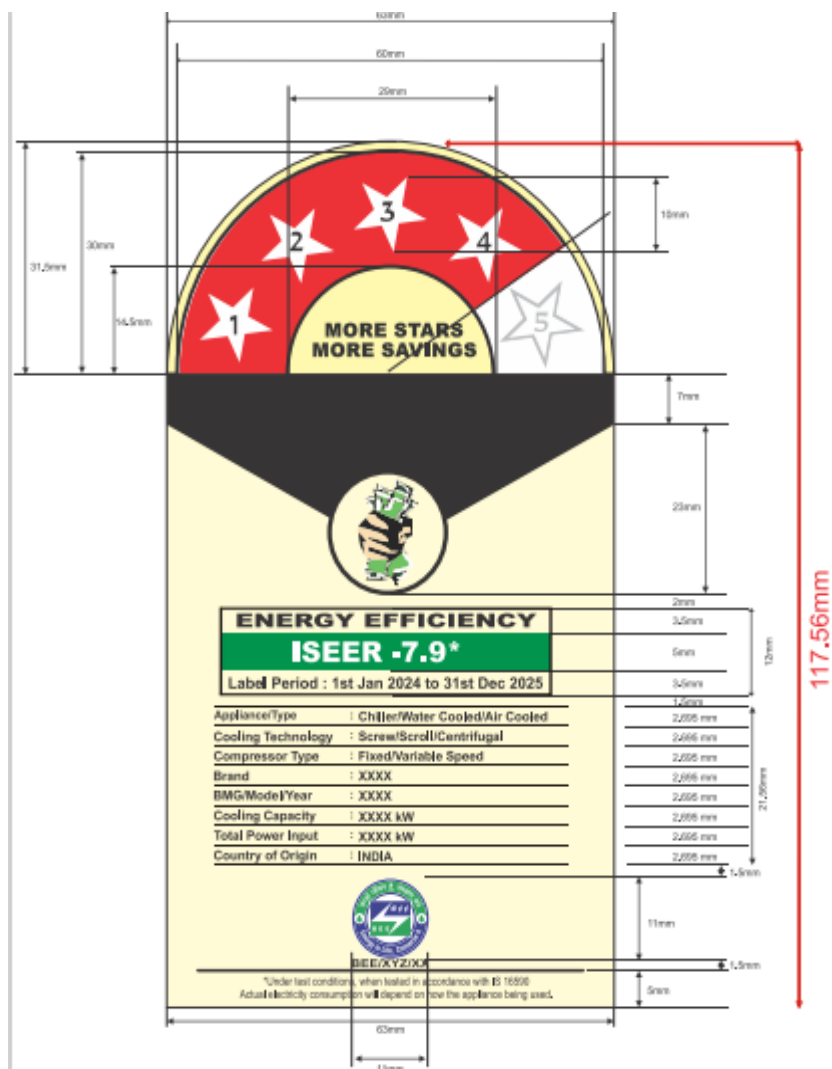 63mm
60mm
29mm
10mm
30mm
31.5mm
14.5mm
1
2
3
4
5
MORE STARS
MORE SAVINGS
7mm
23mm
2mm
ENERGY EFFICIENCY
3.5mm
ISEER -7.9*
5mm
12mm
Label Period : 1st Jan 2024 to 31st Dec 2025
3.5mm
1.5mm
Appliance/Type : Chiller/Water Cooled/Air Cooled
2.695 mm
Cooling Technology : Screw/Scroll/Centrifugal
2.695 mm
Compressor Type : Fixed/Variable Speed
2.695 mm
Brand : XXXX
2.695 mm
BMG/Model/Year : XXXX
2.695 mm
Cooling Capacity : XXXX kW
2.695 mm
Total Power Input : XXXX kW
2.695 mm
Country of Origin : INDIA
2.695 mm
21.56mm
117.56mm
1.5mm
11mm
BEE
BEE/XYZ/XX
1.5mm
*Under test conditions, when tested in accordance with IS 16590
Actual electricity consumption will depend on how the appliance being used.
5mm
63mm
11mm